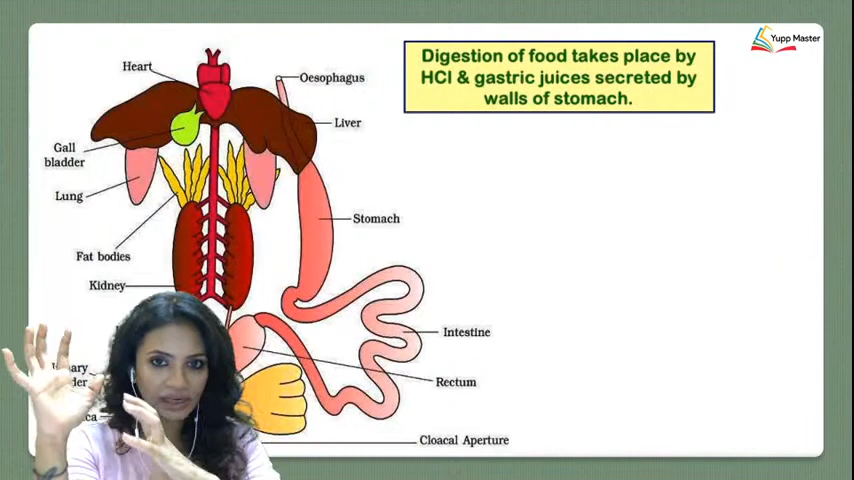 Yupp Master
Digestion of food takes place by
HCl & gastric juices secreted by
walls of stomach.
Heart
Oesophagus
Liver
Gall
bladder
Lung
Stomach
Fat bodies
Kidney
Intestine
Rectum
Cloacal Aperture